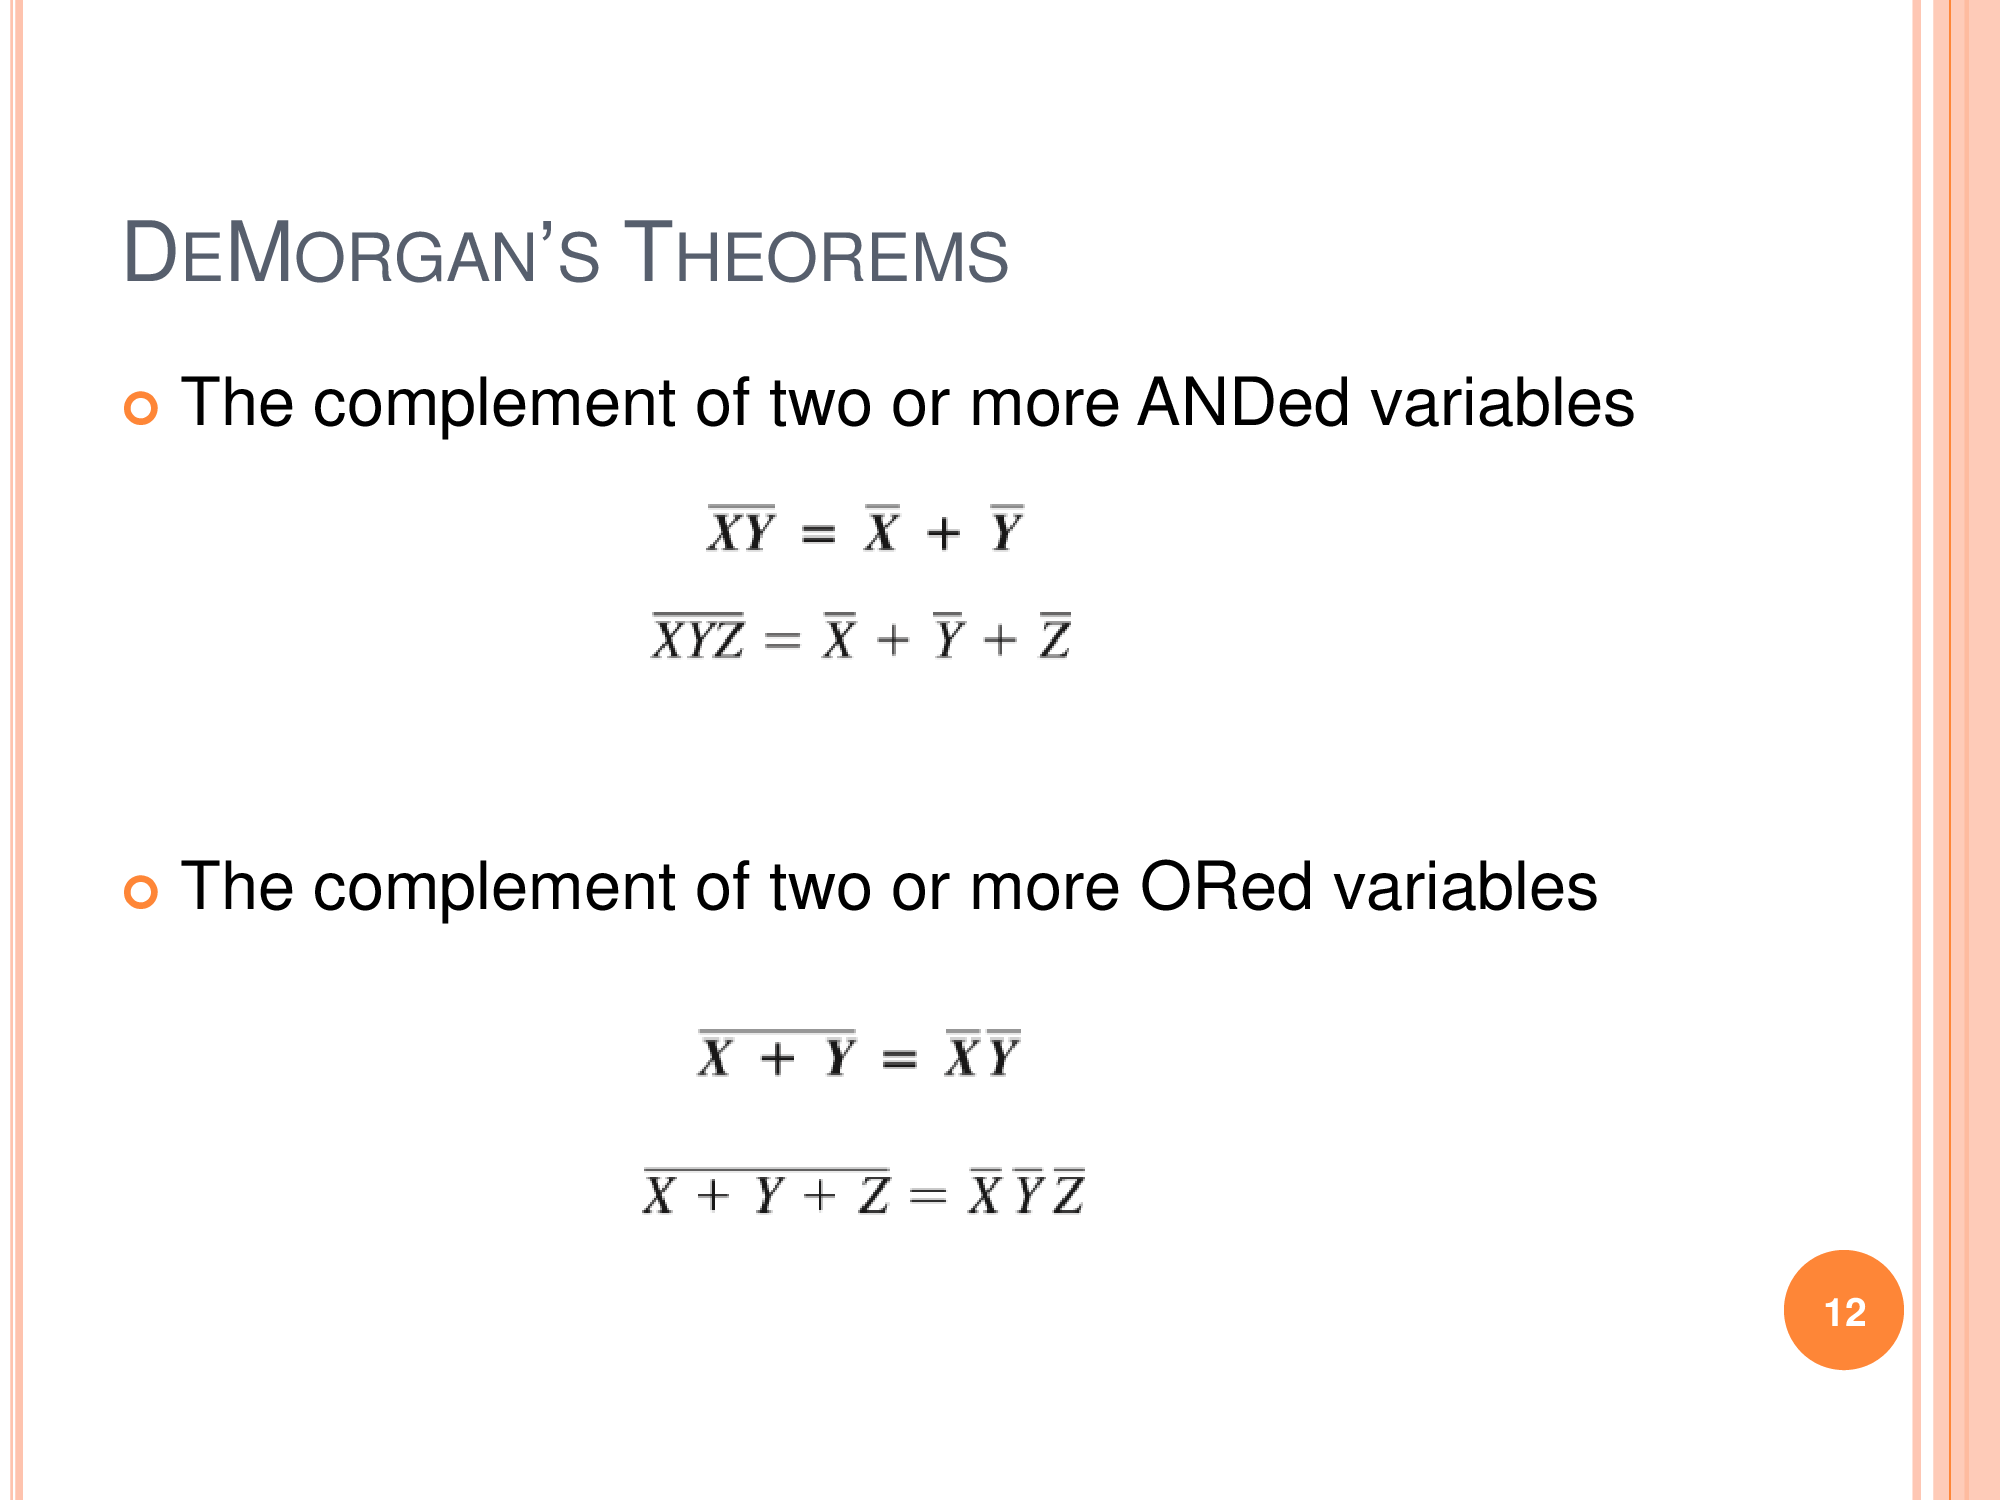 DEMORGAN’S THEOREMS
The complement of two or more ANDed variables
$\overline{XY} = \overline{X} + \overline{Y}$
$\overline{XYZ} = \overline{X} + \overline{Y} + \overline{Z}$
The complement of two or more ORed variables
$\overline{X + Y} = \overline{X}\,\overline{Y}$
$\overline{X + Y + Z} = \overline{X}\,\overline{Y}\,\overline{Z}$
12